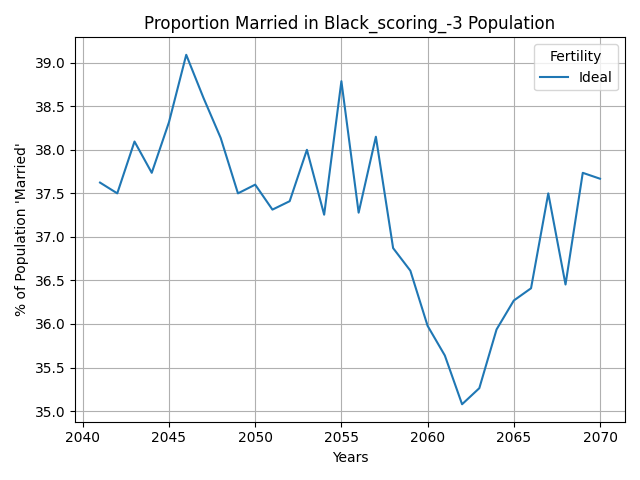 Proportion Married in Black_scoring_-3 Population
Fertility
Ideal
% of Population 'Married'
39.0
38.5
38.0
37.5
37.0
36.5
36.0
35.5
35.0
2040 2045 2050 2055 2060 2065 2070
Years